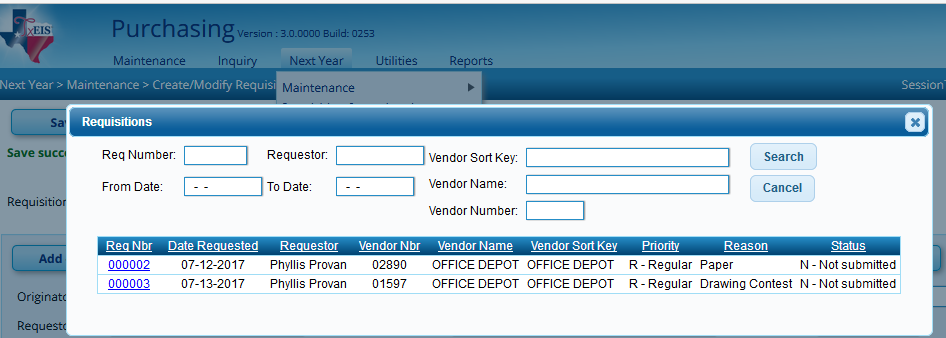 TxEIS
Purchasing Version : 3.0.0000 Build: 0253
Maintenance Inquiry Next Year Utilities Reports
Next Year > Maintenance > Create/Modify Requisi
Session
Maintenance
Requisitions
Save succ
Req Number: Requestor: Vendor Sort Key: Search
From Date: - - To Date: - - Vendor Name: Cancel
Vendor Number:
Requisition
Req Nbr Date Requested Requestor Vendor Nbr Vendor Name Vendor Sort Key Priority Reason Status
000002 07-12-2017 Phyllis Provan 02890 OFFICE DEPOT OFFICE DEPOT R - Regular Paper N - Not submitted
000003 07-13-2017 Phyllis Provan 01597 OFFICE DEPOT OFFICE DEPOT R - Regular Drawing Contest N - Not submitted
Add
Originato
Requesto